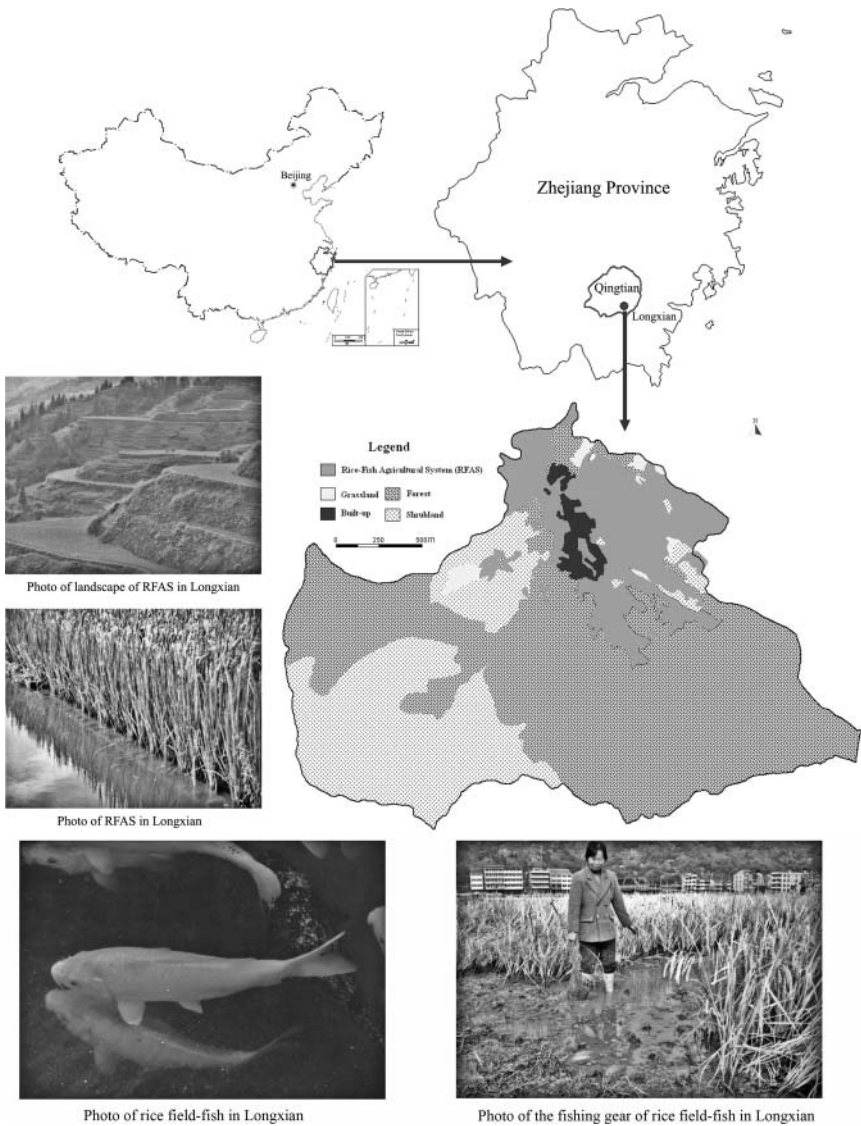 Beijing
Zhejiang Province
Qingtian
Longxian
Legend
Rice-Fish Agricultural System (RFAS)
Grassland
Forest
Built-up
Shrubland
0 250 500m
Photo of landscape of RFAS in Longxian
Photo of RFAS in Longxian
Photo of rice field-fish in Longxian
Photo of the fishing gear of rice field-fish in Longxian